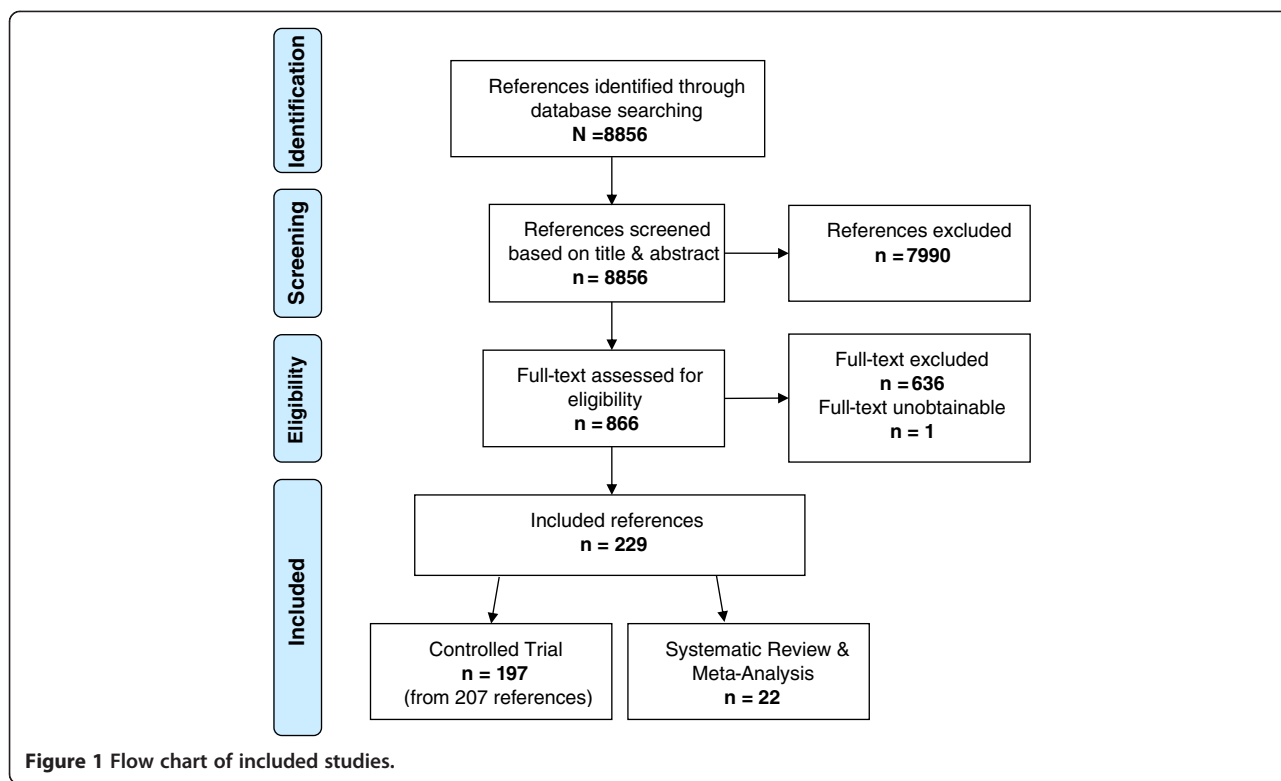 Identification
References identified through
database searching
N =8856
Screening
References screened
based on title & abstract
n = 8856
References excluded
n = 7990
Eligibility
Full-text assessed for
eligibility
n = 866
Full-text excluded
n = 636
Full-text unobtainable
n = 1
Included
Included references
n = 229
Controlled Trial
n = 197
(from 207 references)
Systematic Review &
Meta-Analysis
n = 22
Figure 1 Flow chart of included studies.